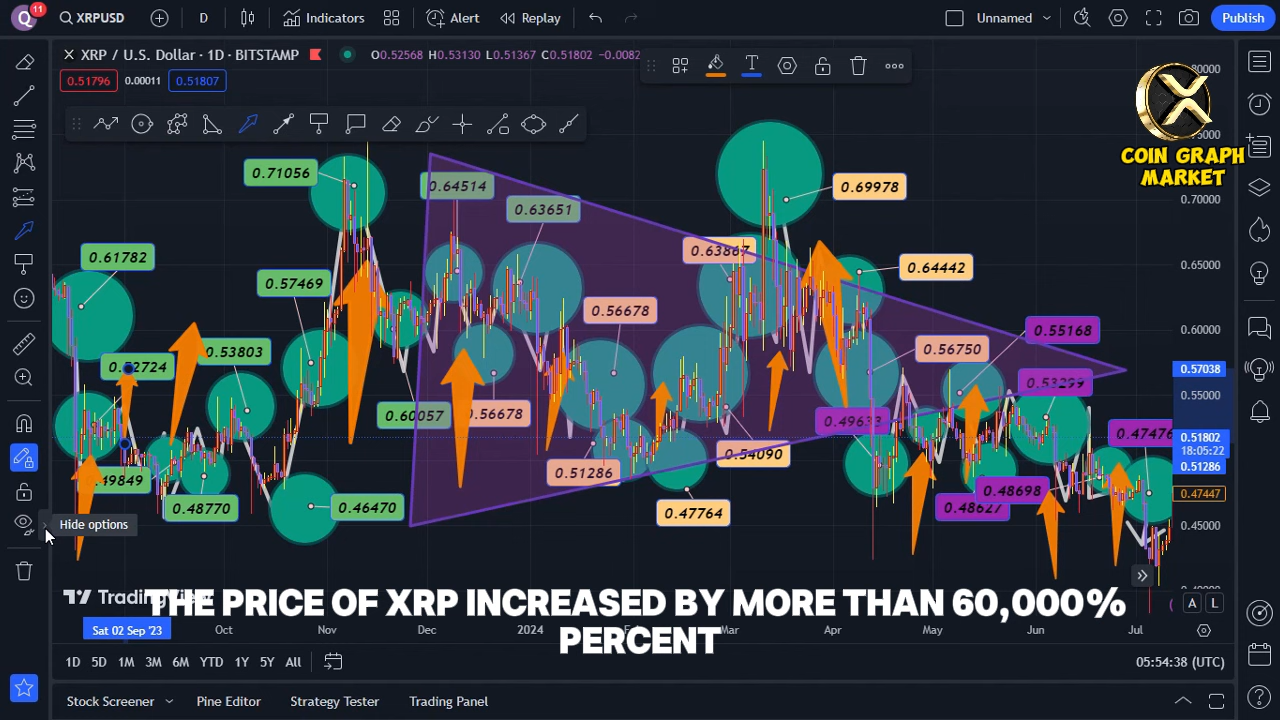 Q 11 XRPUSD D Indicators Alert Replay Unnamed Publish
XRP / U.S. Dollar · 1D · BITSTAMP O0.52568 H0.53130 L0.51367 C0.51802 −0.0082
0.51796 0.00011 0.51807
T
COIN GRAPH
MARKET
0.80000
0.70000
0.65000
0.60000
0.57038
0.55000
0.51802
18:05:22
0.51286
0.47447
0.45000
0.61782
0.52724
0.49849
0.53803
0.48770
0.57469
0.71056
0.46470
0.60057
0.64514
0.63651
0.56678
0.56678
0.51286
0.47764
0.63867
0.54090
0.69978
0.64442
0.49633
0.56750
0.55168
0.53299
0.48698
0.48627
0.47476
Hide options
TradingView
THE PRICE OF XRP INCREASED BY MORE THAN 60,000%
PERCENT
A L
Sat 02 Sep '23 Oct Nov Dec 2024 Mar Apr May Jun Jul
1D 5D 1M 3M 6M YTD 1Y 5Y All 05:54:38 (UTC)
Stock Screener Pine Editor Strategy Tester Trading Panel